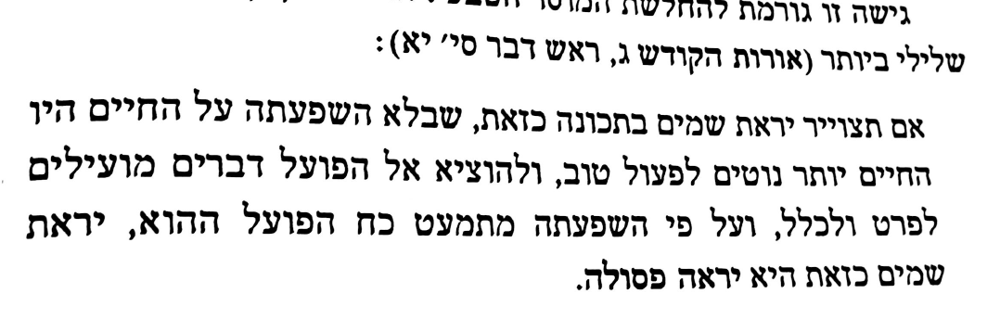 גישה זו גורמת להחלשת המוסר
שלילי ביותר (אורות הקודש ג, ראש דבר סי׳ יא):
אם תצוייר יראת שמים בתכונה כזאת, שבלא השפעתה על החיים היו
החיים יותר נוטים לפעול טוב, ולהוציא אל הפועל דברים מועילים
לפרט ולכלל, ועל פי השפעתה מתמעט כח הפועל ההוא, יראת
שמים כזאת היא יראה פסולה.